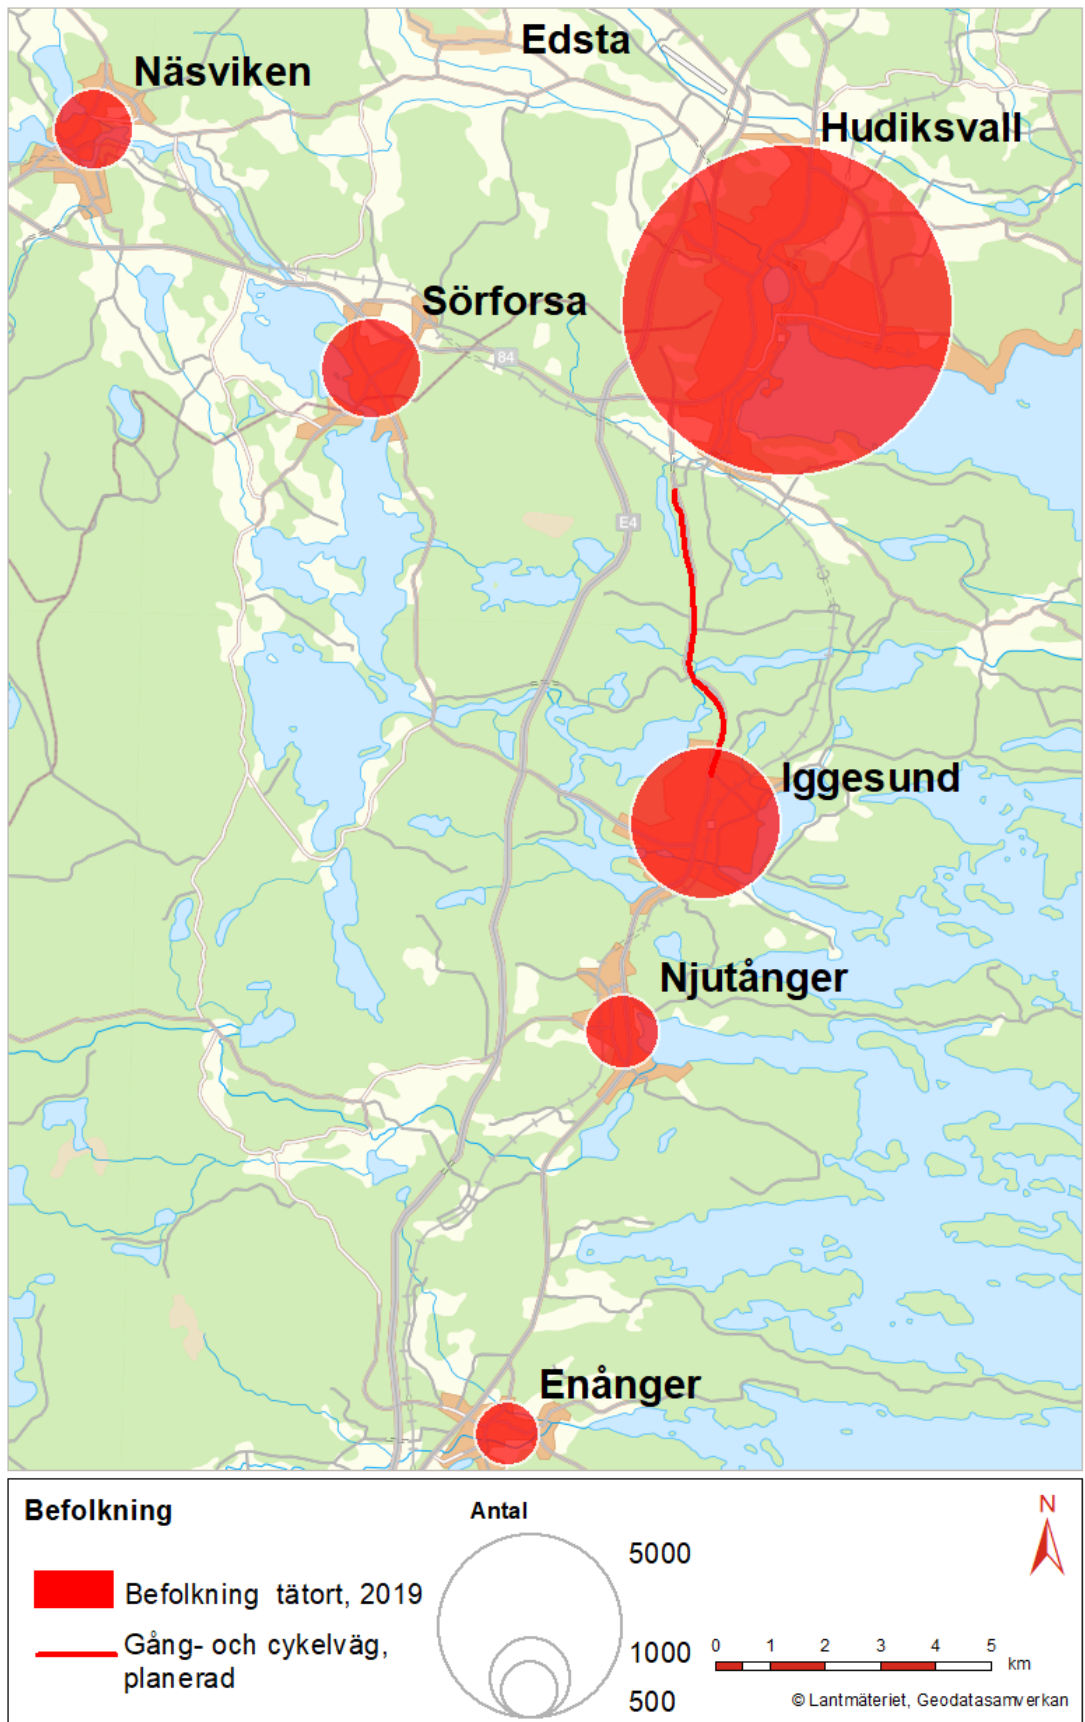 Edsta
Näsviken
Hudiksvall
Sörforsa
84
E4
Iggesund
Njutånger
Enånger
Befolkning
Antal
N
5000
Befolkning tätort, 2019
Gång- och cykelväg,
planerad
1000
0 1 2 3 4 5
km
500
© Lantmäteriet, Geodatasamverkan